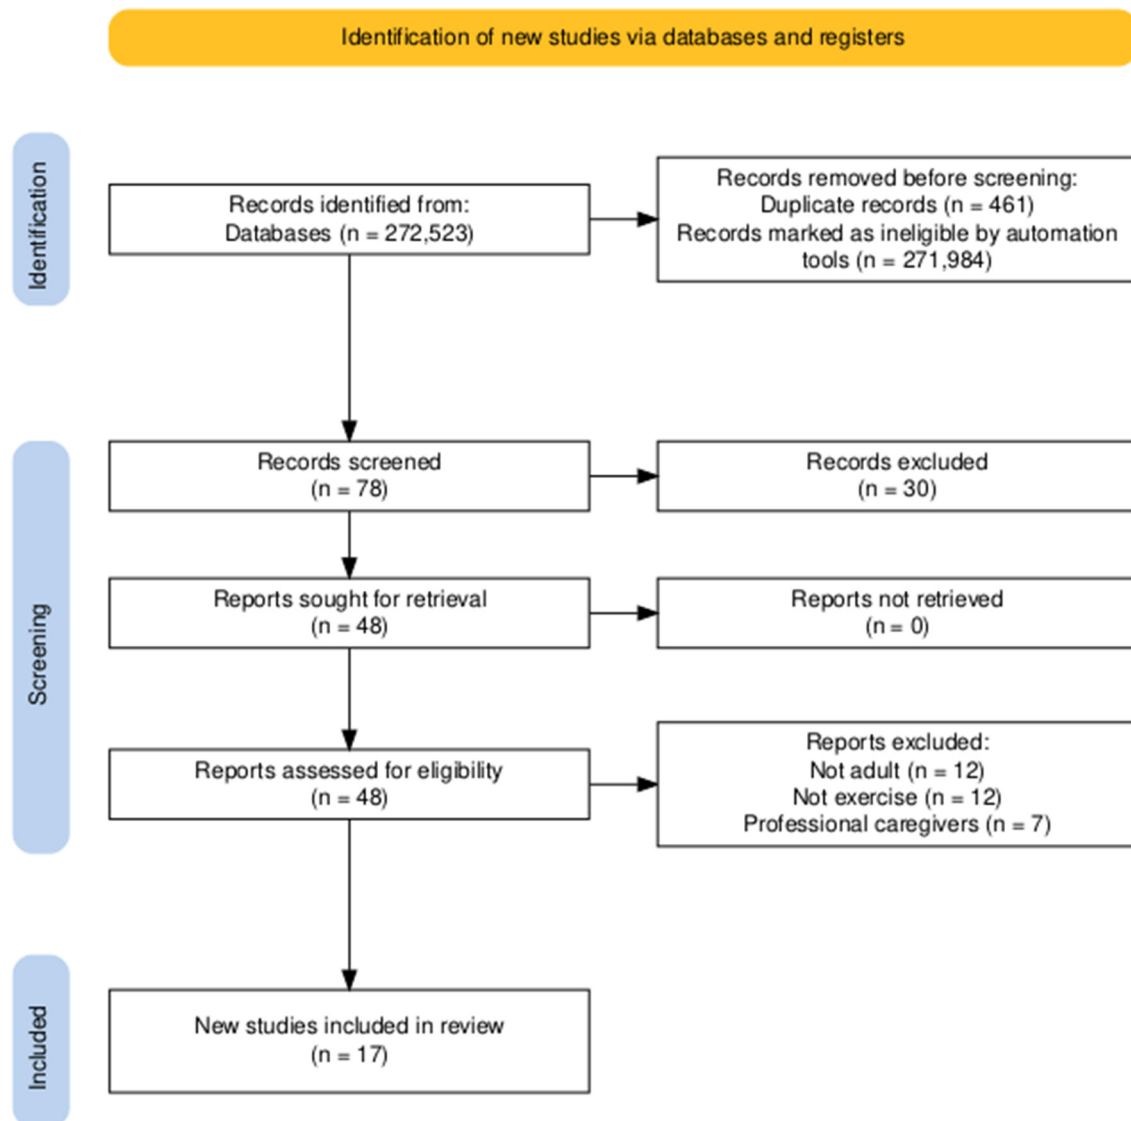 Identification of new studies via databases and registers
Identification
Records identified from:
Databases (n = 272,523)
Records removed before screening:
Duplicate records (n = 461)
Records marked as ineligible by automation
tools (n = 271,984)
Screening
Records screened
(n = 78)
Records excluded
(n = 30)
Reports sought for retrieval
(n = 48)
Reports not retrieved
(n = 0)
Reports assessed for eligibility
(n = 48)
Reports excluded:
Not adult (n = 12)
Not exercise (n = 12)
Professional caregivers (n = 7)
Included
New studies included in review
(n = 17)